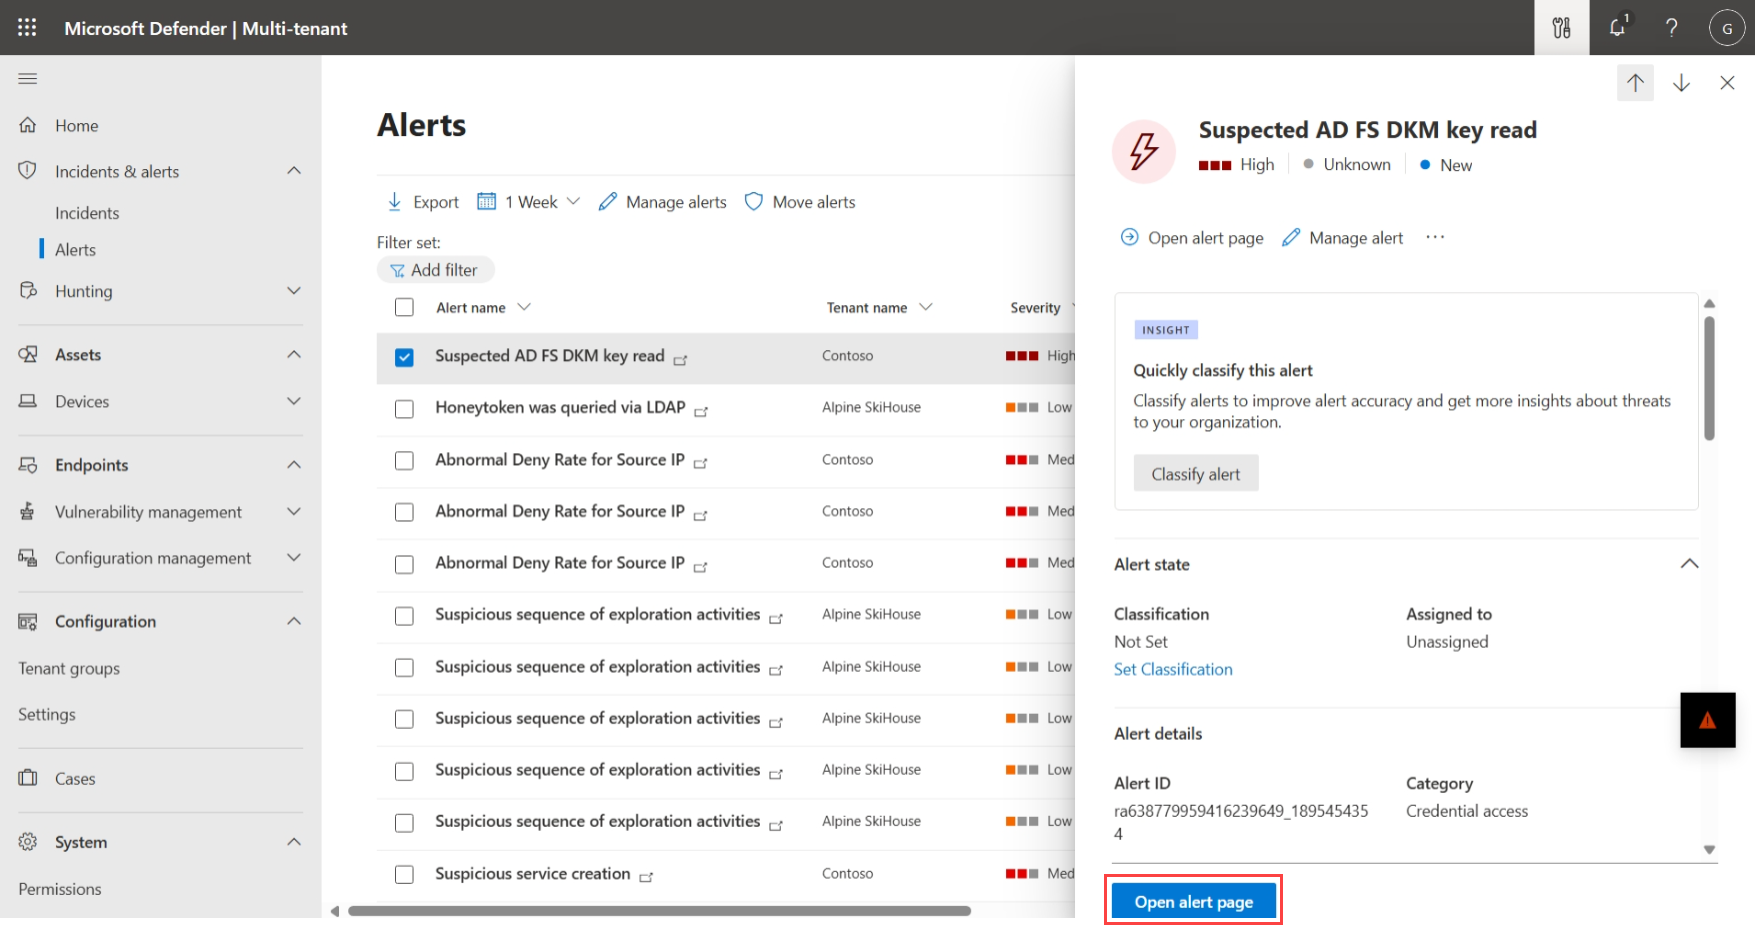 Microsoft Defender | Multi-tenant
1
?
G
Home
Incidents & alerts
Incidents
Alerts
Hunting
Assets
Devices
Endpoints
Vulnerability management
Configuration management
Configuration
Tenant groups
Settings
Cases
System
Permissions
Alerts
Export 1 Week Manage alerts Move alerts
Filter set:
Add filter
Alert name Tenant name Severity
Suspected AD FS DKM key read Contoso High
Honeytoken was queried via LDAP Alpine SkiHouse Low
Abnormal Deny Rate for Source IP Contoso Med
Abnormal Deny Rate for Source IP Contoso Med
Abnormal Deny Rate for Source IP Contoso Med
Suspicious sequence of exploration activities Alpine SkiHouse Low
Suspicious sequence of exploration activities Alpine SkiHouse Low
Suspicious sequence of exploration activities Alpine SkiHouse Low
Suspicious sequence of exploration activities Alpine SkiHouse Low
Suspicious sequence of exploration activities Alpine SkiHouse Low
Suspicious service creation Contoso Med
Suspected AD FS DKM key read
High Unknown New
Open alert page Manage alert ...
INSIGHT
Quickly classify this alert
Classify alerts to improve alert accuracy and get more insights about threats
to your organization.
Classify alert
Alert state
Classification Assigned to
Not Set Unassigned
Set Classification
Alert details
Alert ID Category
ra638779959416239649_189545435 Credential access
4
Open alert page